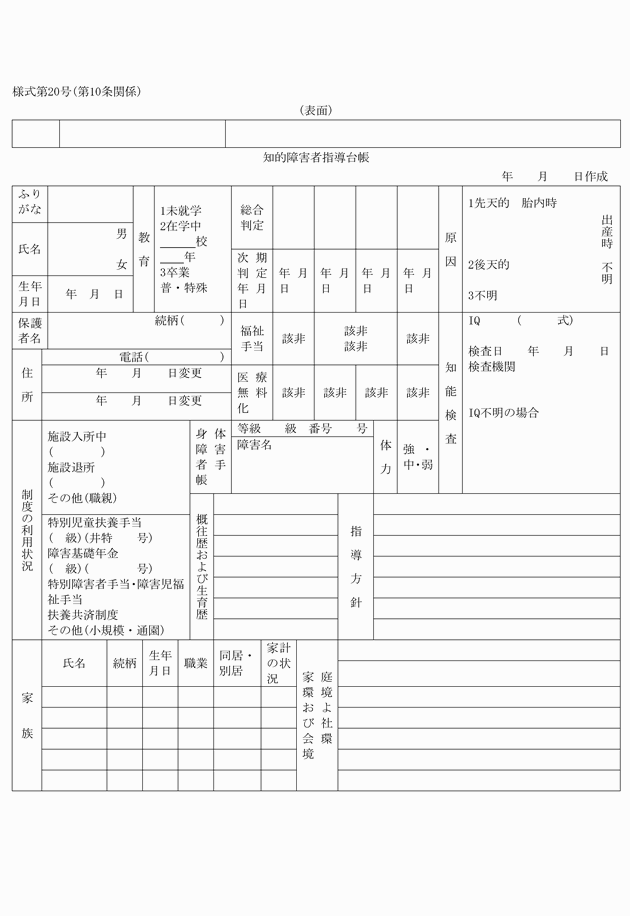 様式第20号(第10条関係)
(表面)
知的障害者指導台帳
年　　月　　日作成
ふり
がな
氏名
男
女
生年
月日
年　月　日
教
育
1未就学
2在学中
＿＿＿校
＿＿年
3卒業
普・特殊
総合
判定
次　期
判　定
年　月
日
年　月
日
年　月
日
年　月
日
年　月
日
原
因
1先天的　胎内時
出産時　不明
2後天的
3不明
保護
者名
続柄(　　　)
福祉
手当
該非
該非
該非
該非
住
所
電話(　　　　　　)
年　　月　　日変更
年　　月　　日変更
医　療
無　料
化
該非
該非
該非
該非
知
能
検
査
IQ　　　(　　　式)
検査日　　年　　月　　日
検査機関
IQ不明の場合
制度の利用状況
施設入所中
(　　　　)
施設退所
(　　　　)
その他(職親)
特別児童扶養手当
(　級)(井特　　号)
障害基礎年金
(　級)(　　　　号)
特別障害者手当・障害児福
祉手当
扶養共済制度
その他(小規模・通園)
身　体
障　害
者　手
帳
等級　　級　番号　　号
障害名
体
力
強　・
中・弱
概往歴および生育歴
指
導
方
針
家
族
氏名
続柄
生年
月日
職業
同居・
別居
家計
の状
況
家　庭
環　境
お　よ
び　社
会　環
境